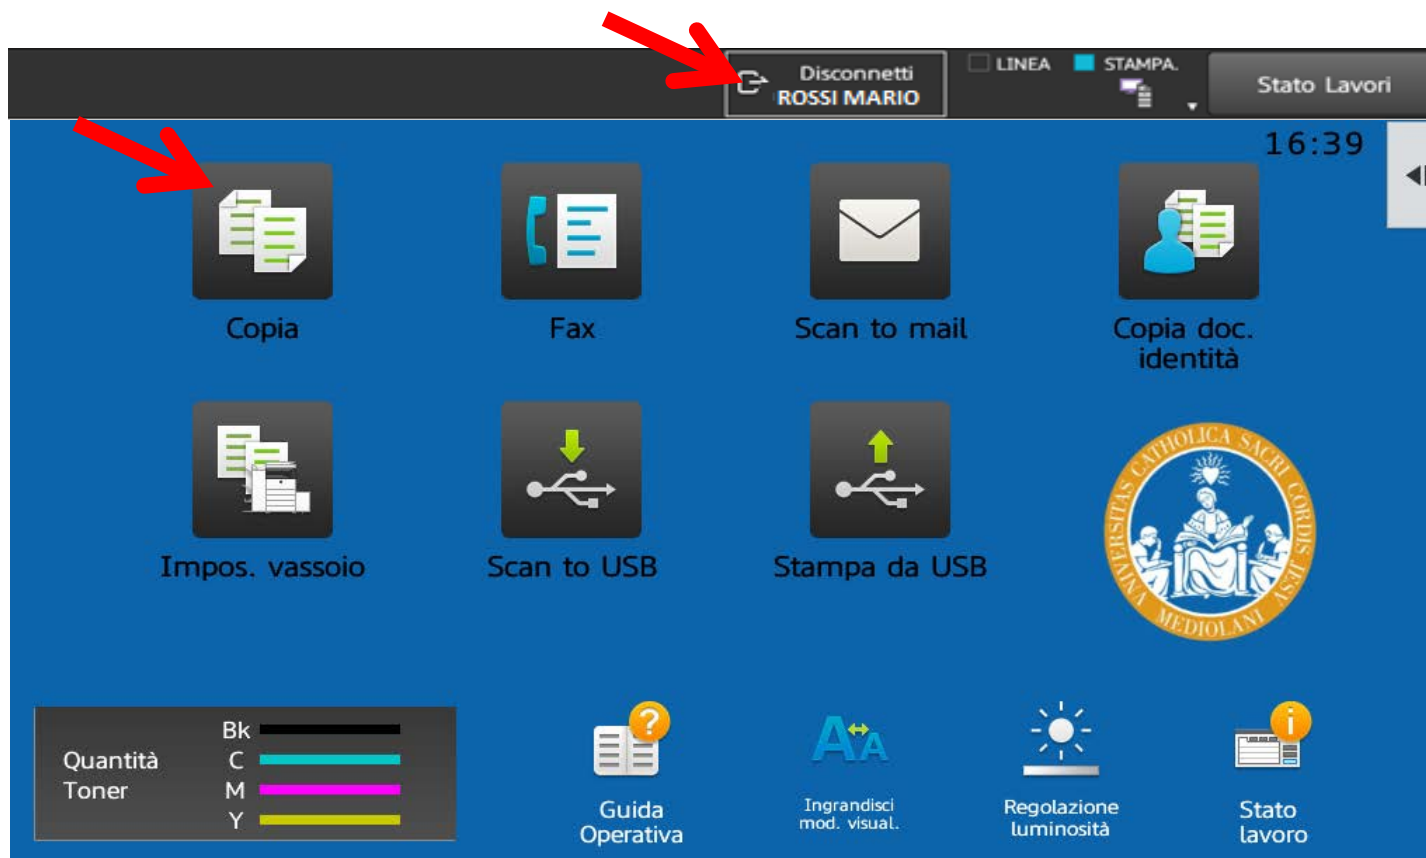 Disconnetti
ROSSI MARIO
LINEA
STAMPA.
Stato Lavori
16:39
Copia
Fax
Scan to mail
Copia doc.
identità
Impos. vassoio
Scan to USB
Stampa da USB
VNIVERSITAS CATHOLICA SACRI CORDIS JESV
MEDIOLANI
Quantità
Toner
Bk
C
M
Y
Guida
Operativa
Ingrandisci
mod. visual.
Regolazione
luminosità
Stato
lavoro